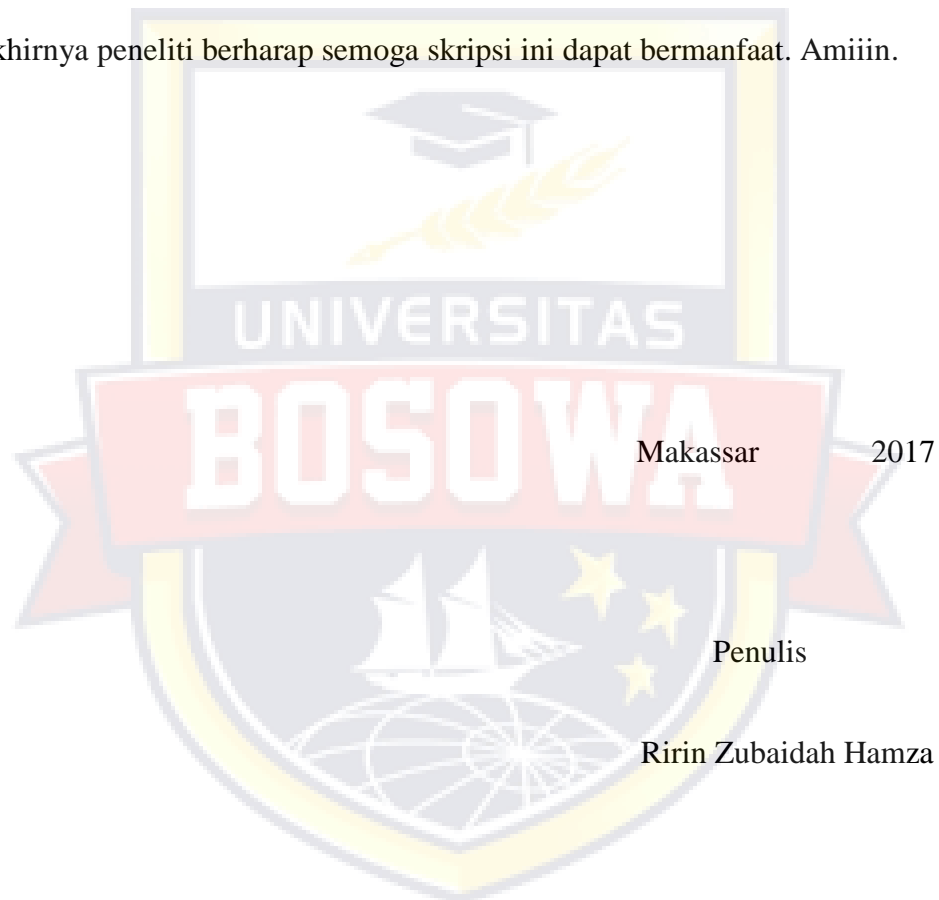 khirnya peneliti berharap semoga skripsi ini dapat bermanfaat. Amiiin.
UNIVERSITAS
BOSOWA
Makassar 2017
Penulis
Ririn Zubaidah Hamza